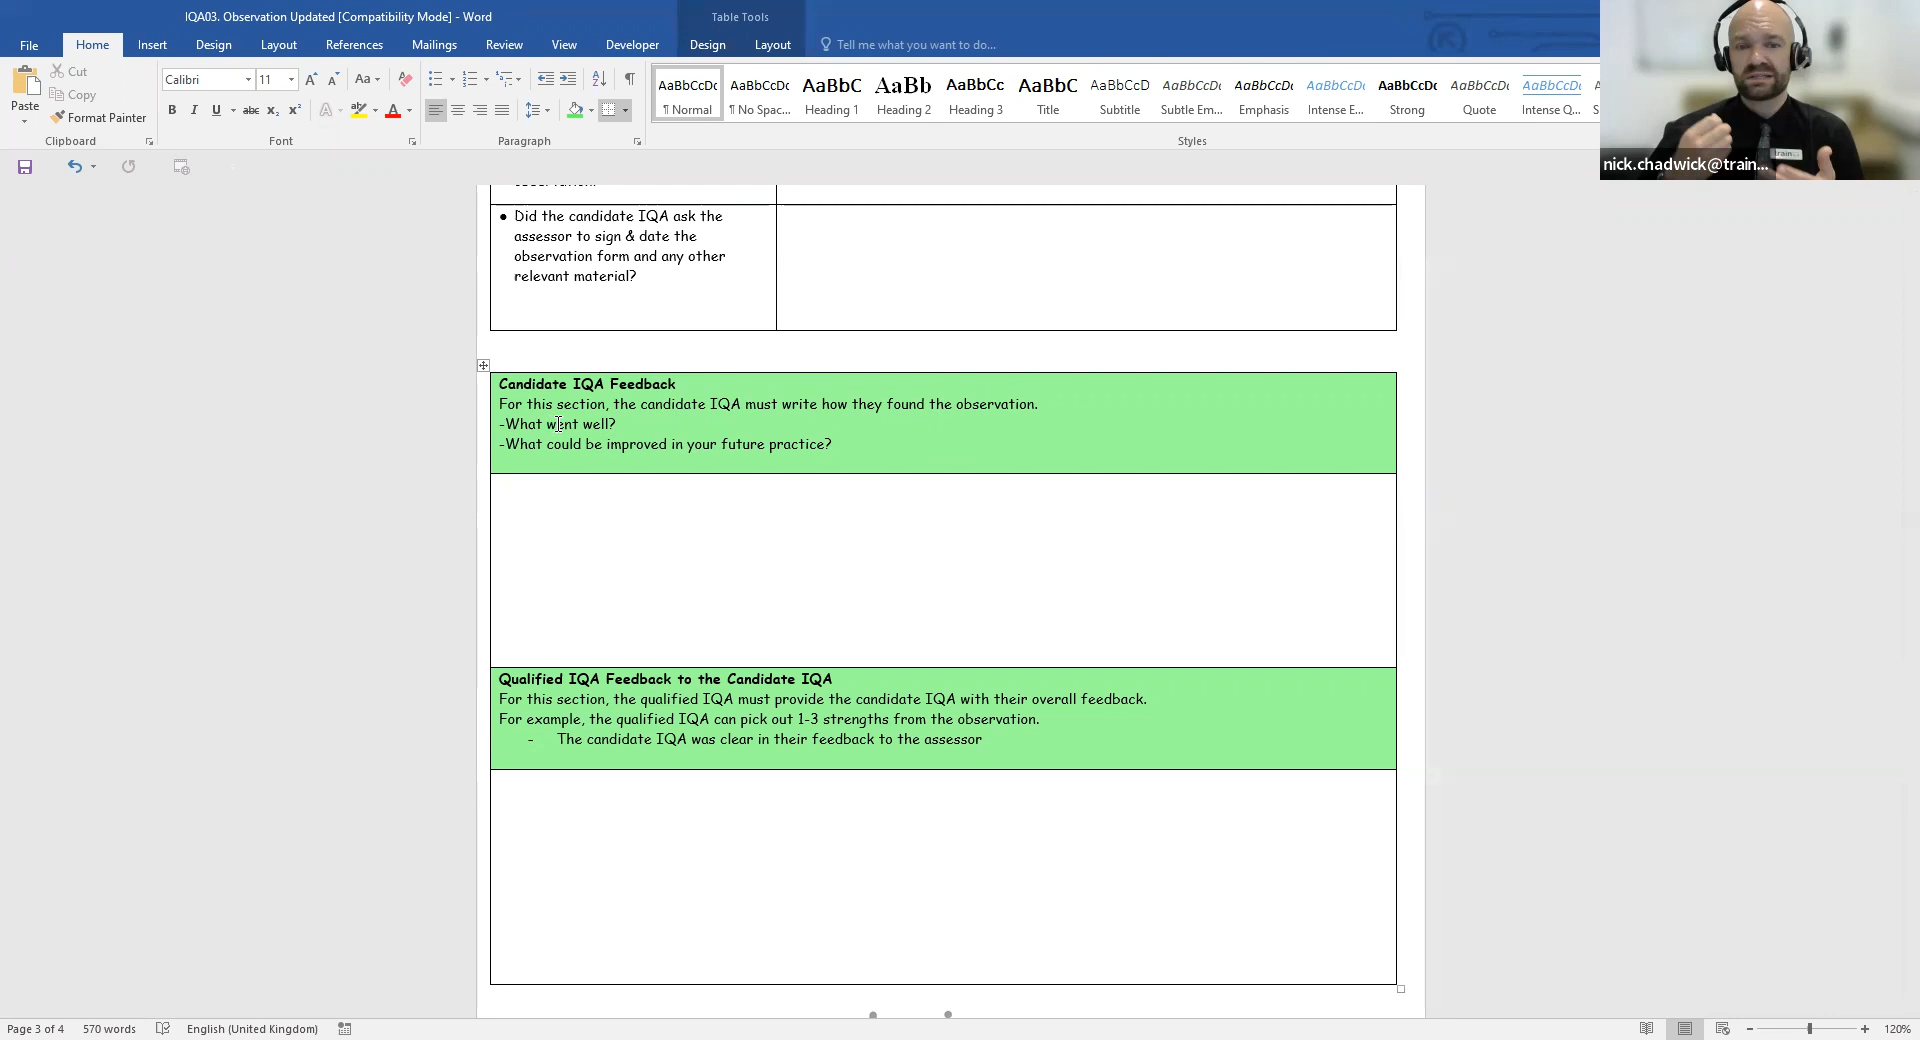 IQA03. Observation Updated [Compatibility Mode] - Word
Table Tools
File Home Insert Design Layout References Mailings Review View Developer Design Layout Tell me what you want to do...
Paste
Cut
Copy
Format Painter
Clipboard
Calibri 11
Font
Paragraph
AaBbCcDc AaBbCcDc AaBbC AaBb AaBbCc AaBbC AaBbCcD AaBbCcDc AaBbCcDc AaBbCcDc AaBbCcDc AaBbCcDc AaBbCcDc
¶ Normal ¶ No Spac... Heading 1 Heading 2 Heading 3 Title Subtitle Subtle Em... Emphasis Intense E... Strong Quote Intense Q...
Styles
train
nick.chadwick@train...
● Did the candidate IQA ask the
assessor to sign & date the
observation form and any other
relevant material?
Candidate IQA Feedback
For this section, the candidate IQA must write how they found the observation.
-What went well?
-What could be improved in your future practice?
Qualified IQA Feedback to the Candidate IQA
For this section, the qualified IQA must provide the candidate IQA with their overall feedback.
For example, the qualified IQA can pick out 1-3 strengths from the observation.
- The candidate IQA was clear in their feedback to the assessor
Page 3 of 4 570 words English (United Kingdom) 120%